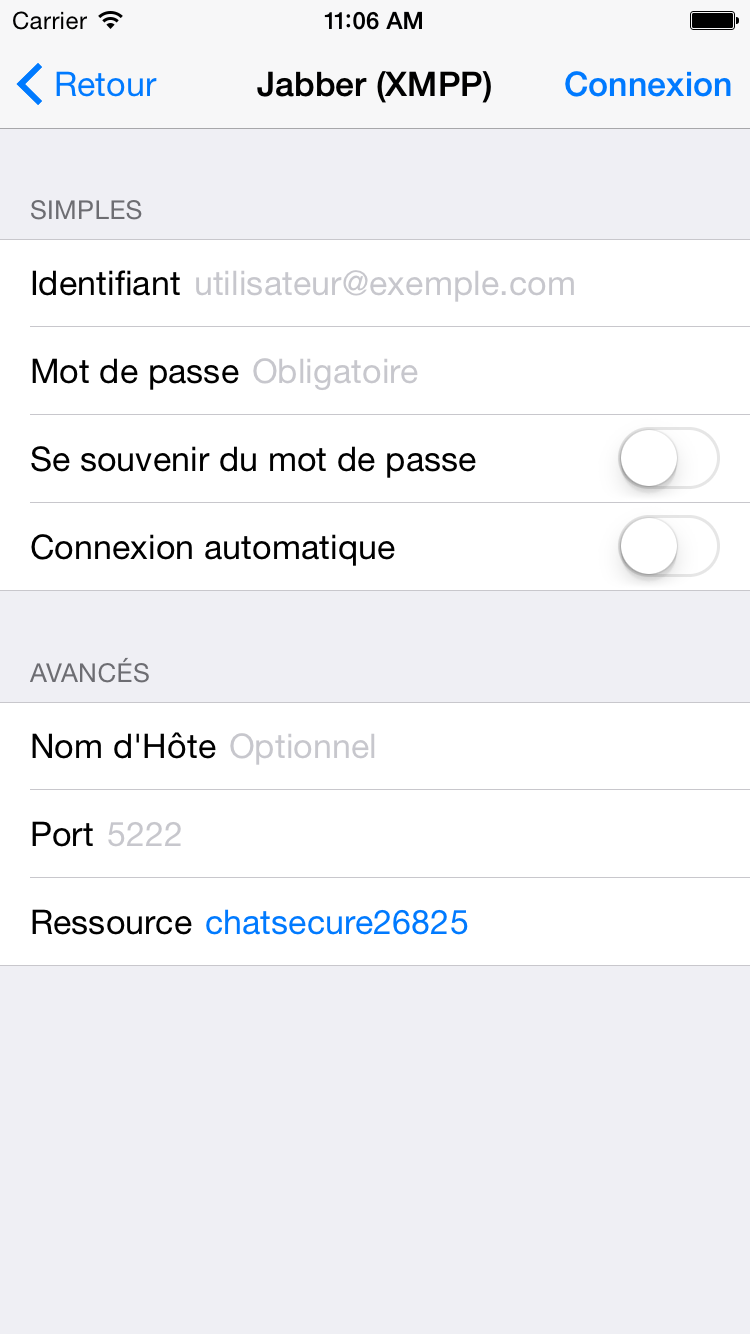 Carrier 11:06 AM
Retour Jabber (XMPP) Connexion
SIMPLES
Identifiant utilisateur@exemple.com
Mot de passe Obligatoire
Se souvenir du mot de passe
Connexion automatique
AVANCÉS
Nom d'Hôte Optionnel
Port 5222
Ressource chatsecure26825